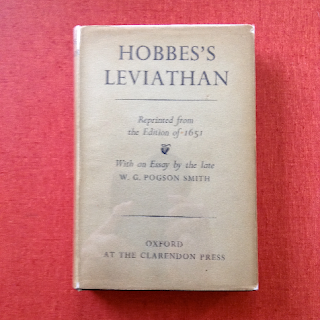 HOBBES'S
LEVIATHAN
Reprinted from
the Edition of 1651
With an Essay by the late
W. G. POGSON SMITH
OXFORD
AT THE CLARENDON PRESS